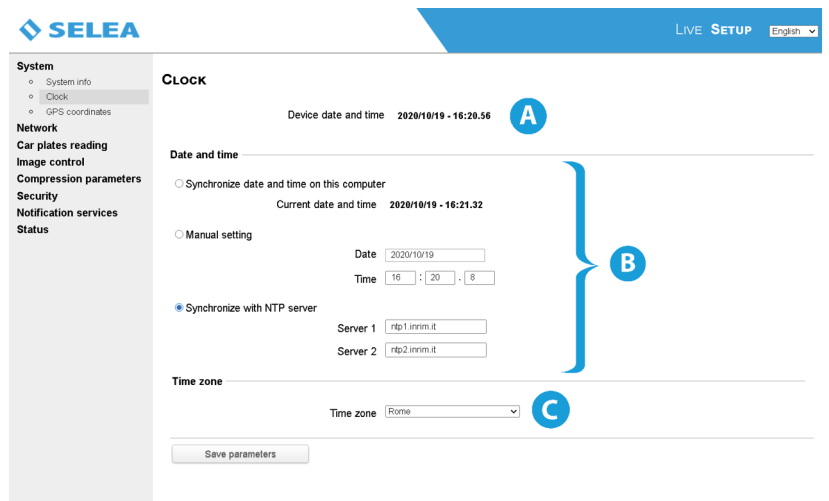 SELEA
LIVE SETUP English
System
System info
Clock
GPS coordinates
Network
Car plates reading
Image control
Compression parameters
Security
Notification services
Status
CLOCK
Device date and time 2020/10/19 - 16:20.56 A
Date and time
Synchronize date and time on this computer
Current date and time 2020/10/19 - 16:21.32
Manual setting
Date 2020/10/19
Time 16 : 20 . 8
B
Synchronize with NTP server
Server 1 ntp1.inrim.it
Server 2 ntp2.inrim.it
Time zone
Time zone Rome C
Save parameters